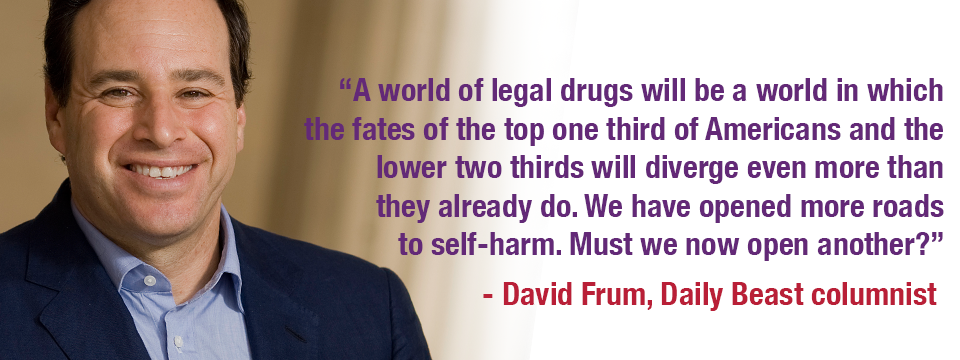 “A world of legal drugs will be a world in which
the fates of the top one third of Americans and the
lower two thirds will diverge even more than
they already do. We have opened more roads
to self-harm. Must we now open another?”
- David Frum, Daily Beast columnist